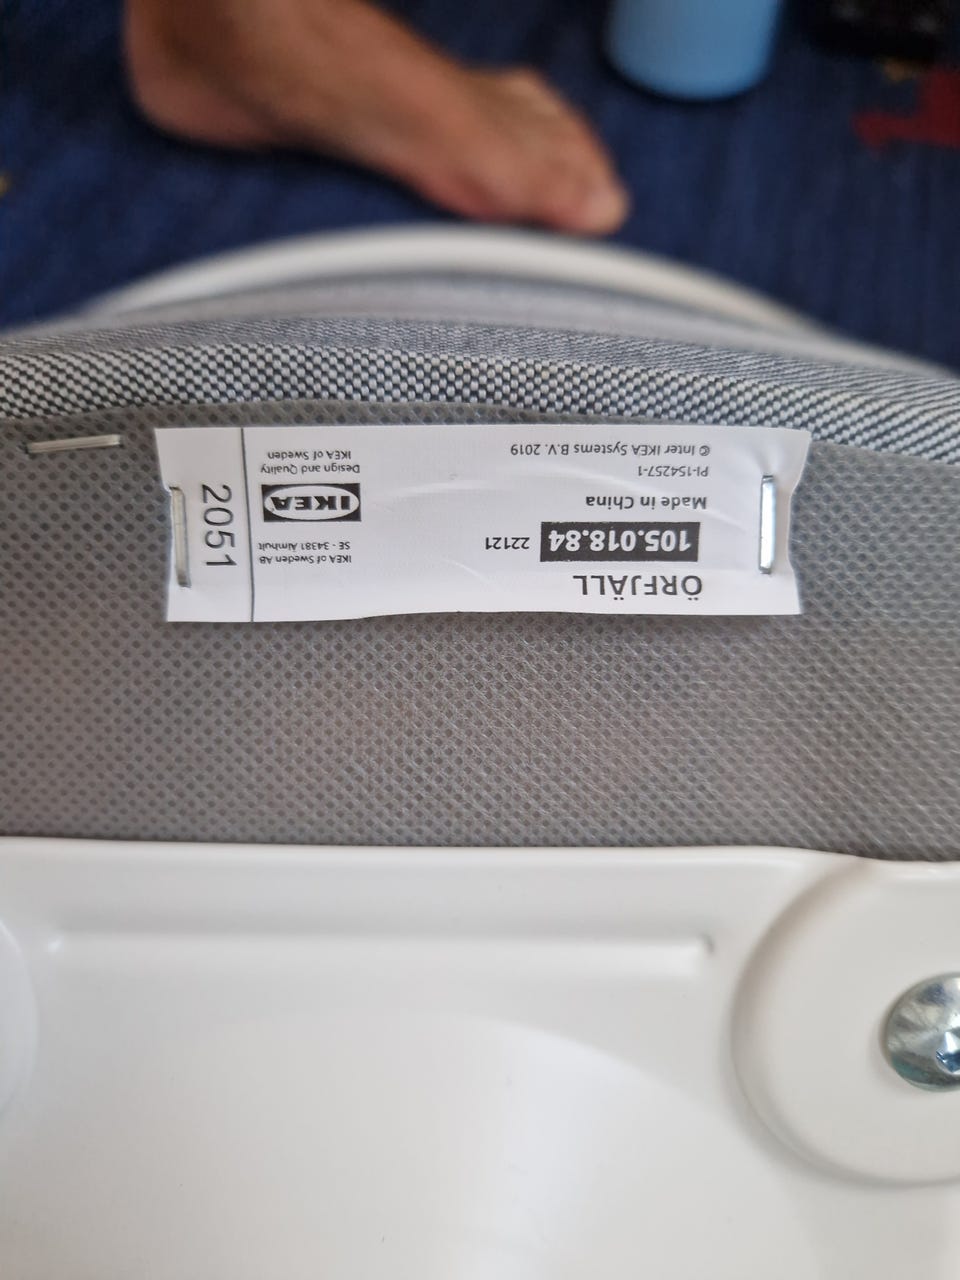 ÖRFJÄLL
105.018.84 22121
Made in China
PI-154257-1
© Inter IKEA Systems B.V. 2019
IKEA of Sweden AB
SE - 34381 Älmhult
IKEA
Design and Quality
IKEA of Sweden
2051